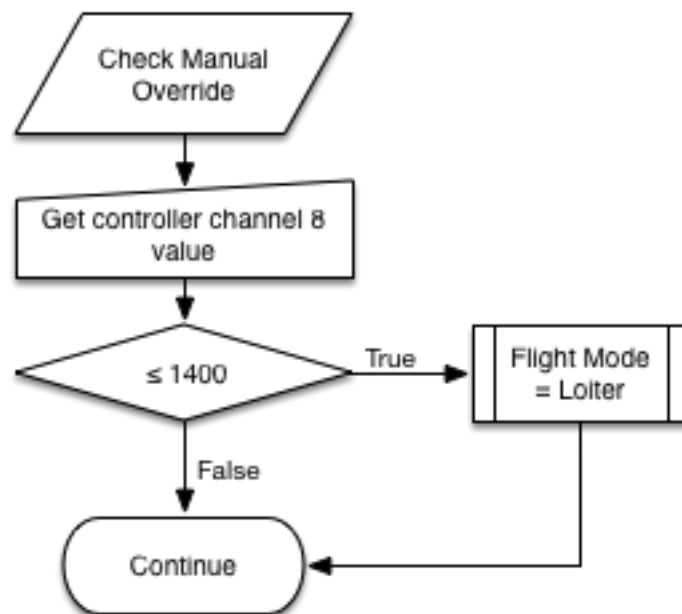 Check Manual
Override
Get controller channel 8
value
≤ 1400
True
Flight Mode
= Loiter
False
Continue